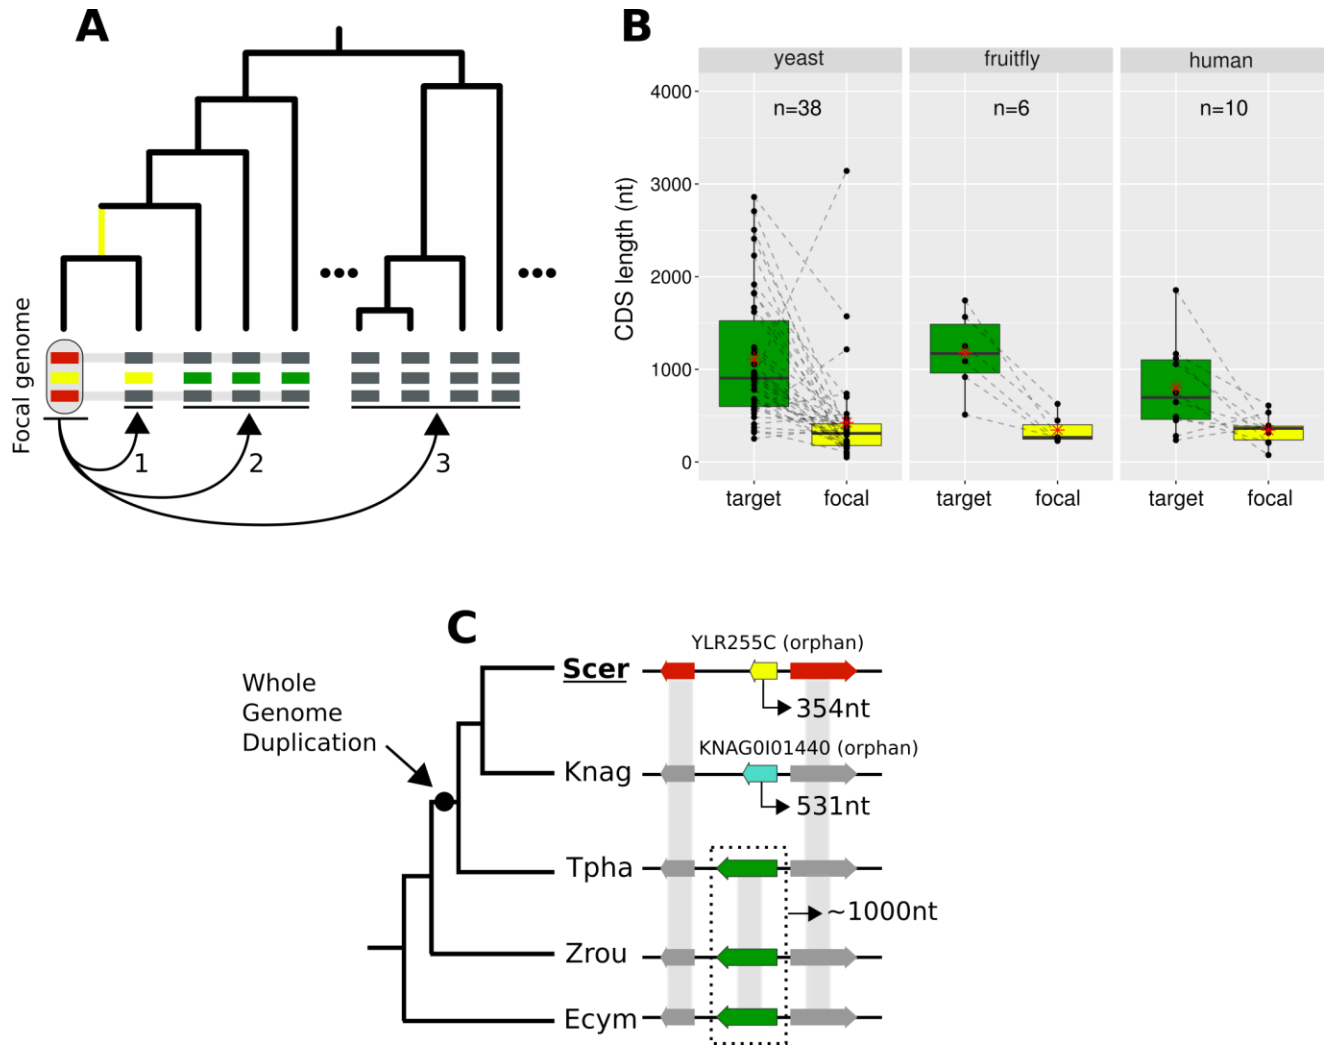 A
Focal genome
1
2
3
B
yeast
fruitfly
human
n=38
n=6
n=10
CDS length (nt)
4000
3000
2000
1000
0
target
focal
target
focal
target
focal
C
Whole
Genome
Duplication
YLR255C (orphan)
Scer
354nt
KNAG0I01440 (orphan)
Knag
531nt
Tpha
~1000nt
Zrou
Ecym